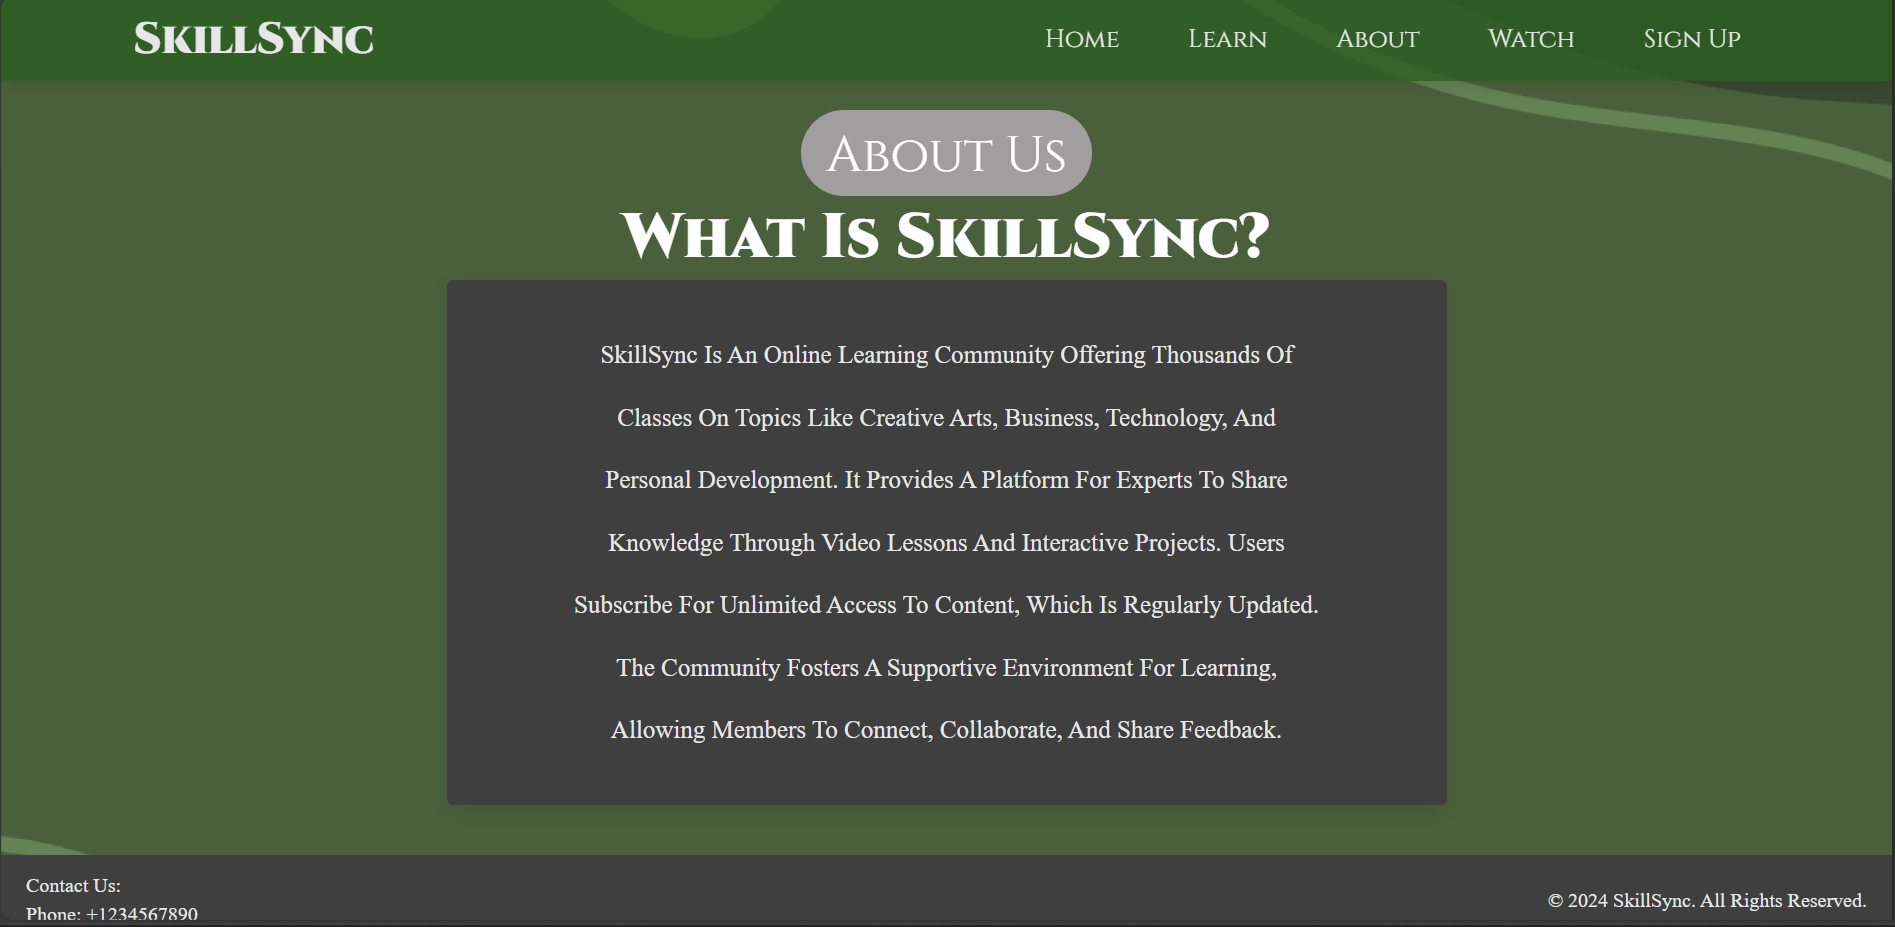 SkillSync
Home Learn About Watch Sign Up
About Us
What Is SkillSync?
SkillSync Is An Online Learning Community Offering Thousands Of
Classes On Topics Like Creative Arts, Business, Technology, And
Personal Development. It Provides A Platform For Experts To Share
Knowledge Through Video Lessons And Interactive Projects. Users
Subscribe For Unlimited Access To Content, Which Is Regularly Updated.
The Community Fosters A Supportive Environment For Learning,
Allowing Members To Connect, Collaborate, And Share Feedback.
Contact Us:
Phone: +1234567890
© 2024 SkillSync. All Rights Reserved.